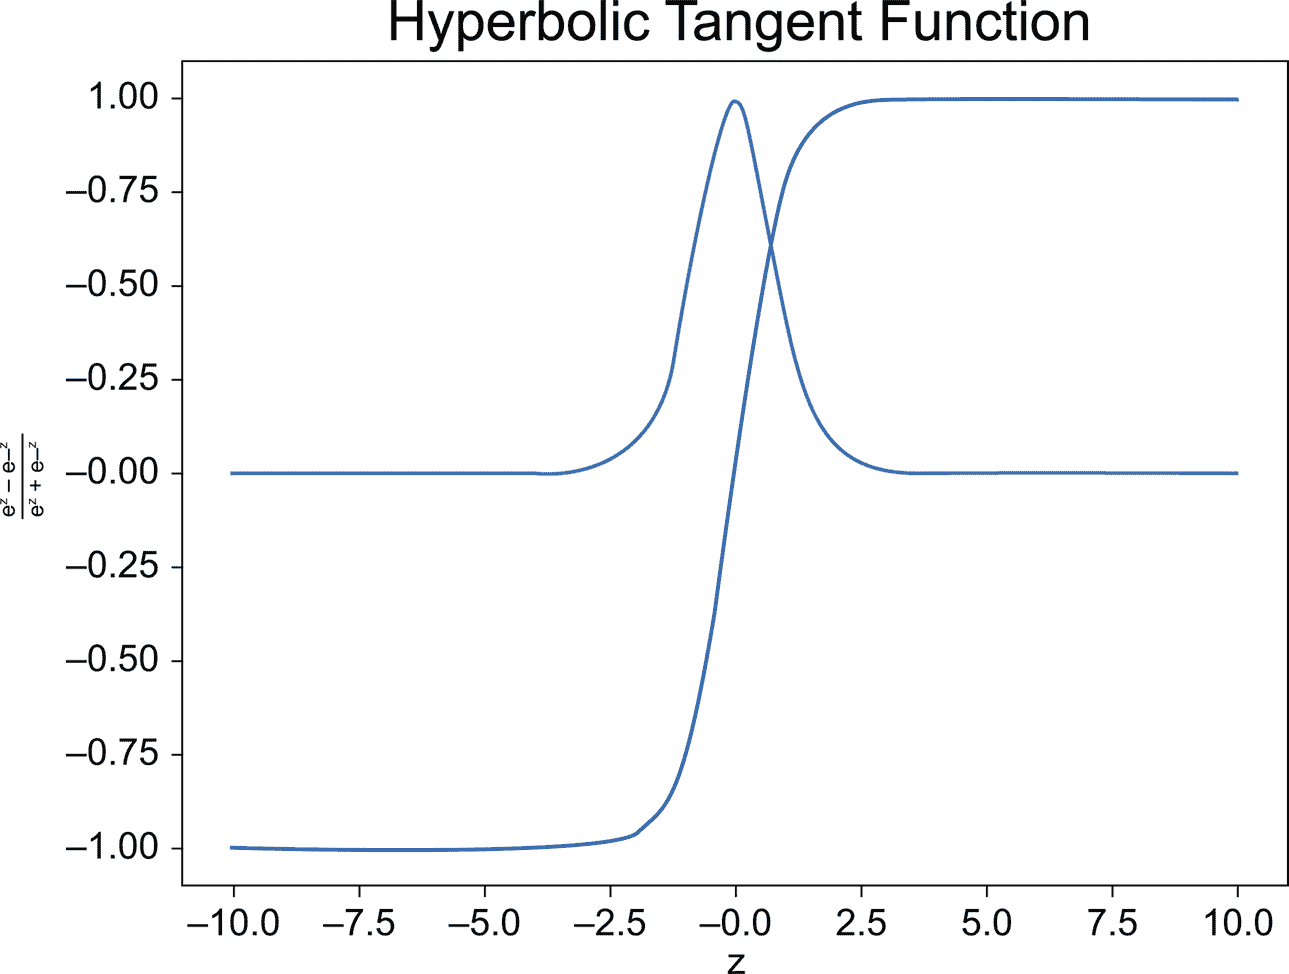 Hyperbolic Tangent Function
1.00
–0.75
–0.50
–0.25
–0.00
–0.25
–0.50
–0.75
–1.00
e^z – e–^z
e^z + e–^z
–10.0 –7.5 –5.0 –2.5 –0.0 2.5 5.0 7.5 10.0
z